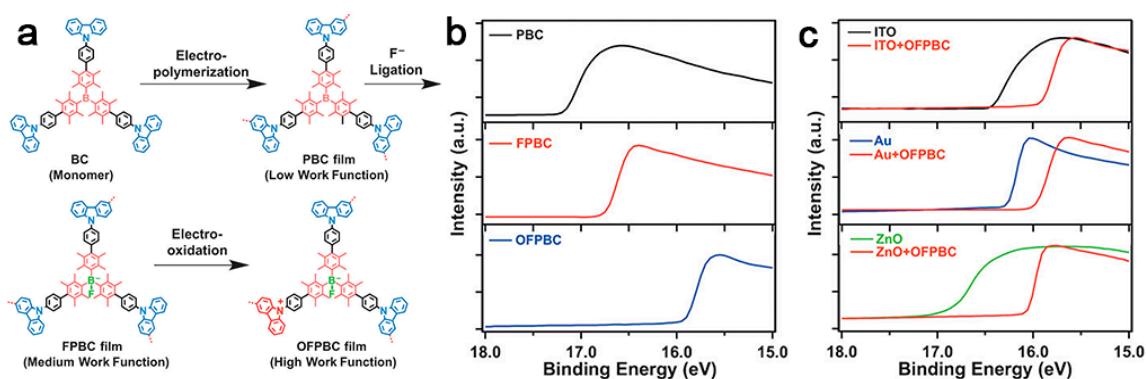 a
Electro-
polymerization
F⁻
Ligation
N
N
N
B
BC
(Monomer)
N
N
N
B
PBC film
(Low Work Function)
N
N
N
B⁻
F
FPBC film
(Medium Work Function)
Electro-
oxidation
N
N⁺
N
B⁻
F
OFPBC film
(High Work Function)
b
PBC
FPBC
OFPBC
Intensity (a.u.)
18.0 17.0 16.0 15.0
Binding Energy (eV)
c
ITO
ITO+OFPBC
Au
Au+OFPBC
ZnO
ZnO+OFPBC
Intensity (a.u.)
18.0 17.0 16.0 15.0
Binding Energy (eV)